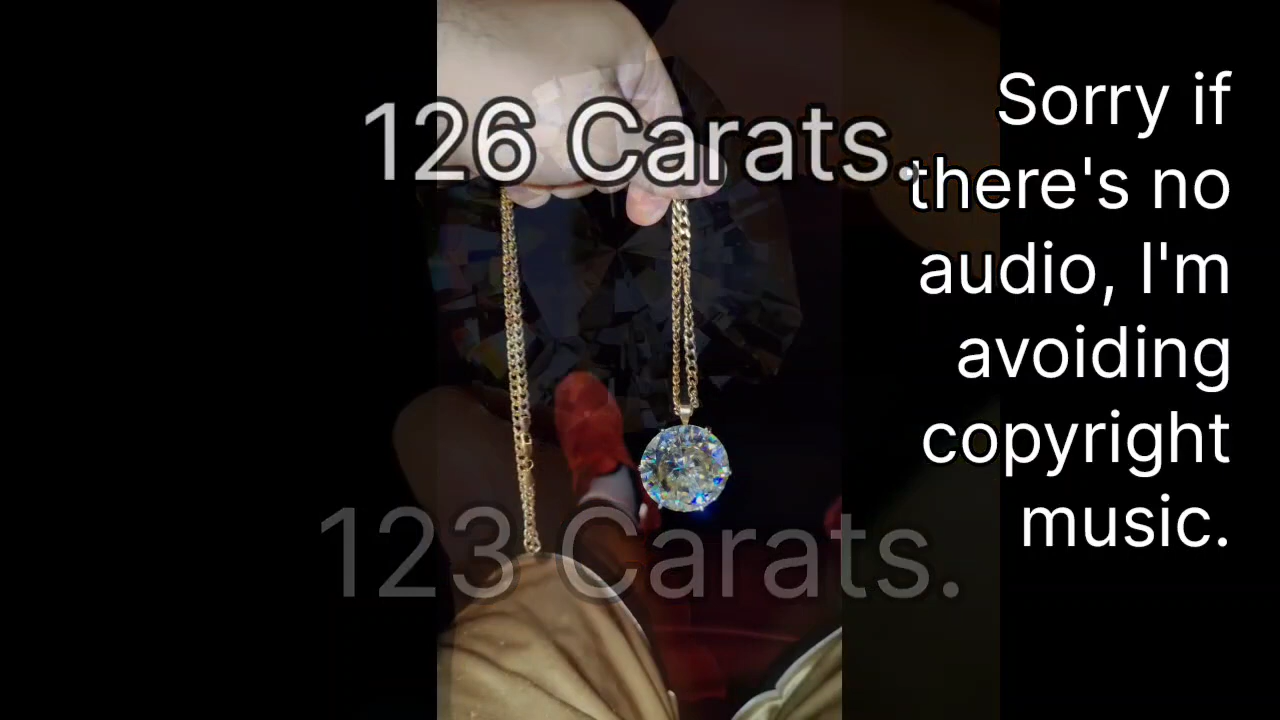 126 Carats.
Sorry if
there's no
audio, I'm
avoiding
copyright
music.
123 Carats.